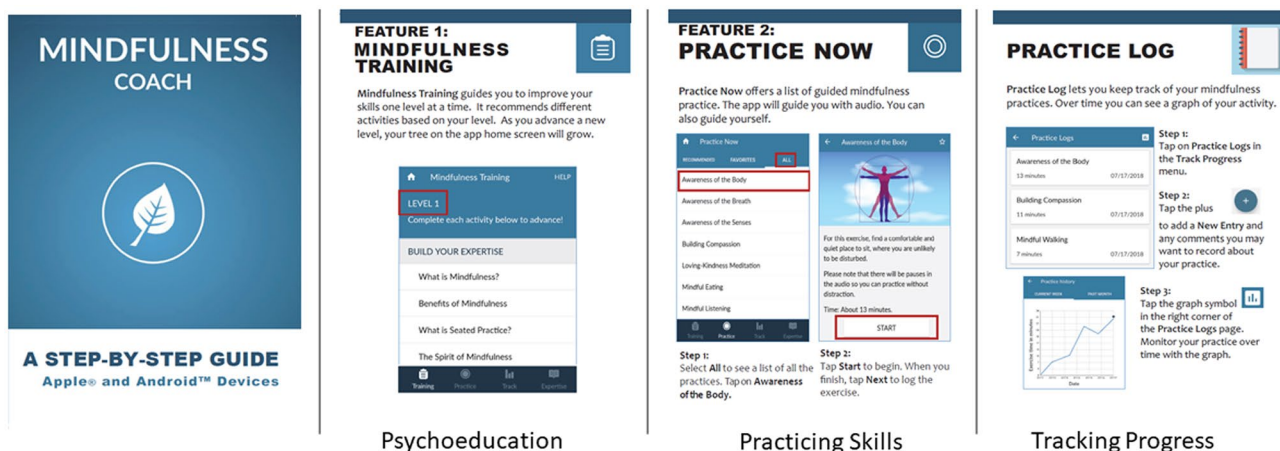 MINDFULNESS
COACH
A STEP-BY-STEP GUIDE
Apple® and Android™ Devices
FEATURE 1:
MINDFULNESS
TRAINING
Mindfulness Training guides you to improve your
skills one level at a time. It recommends different
activities based on your level. As you advance a new
level, your tree on the app home screen will grow.
Mindfulness Training
HELP
LEVEL 1
Complete each activity below to advance!
BUILD YOUR EXPERTISE
What is Mindfulness?
Benefits of Mindfulness
What is Seated Practice?
The Spirit of Mindfulness
Training Practice Track Expertise
Psychoeducation
FEATURE 2:
PRACTICE NOW
Practice Now offers a list of guided mindfulness
practice. The app will guide you with audio. You can
also guide yourself.
Practice Now
RECOMMENDED FAVORITES ALL
Awareness of the Body
Awareness of the Breath
Awareness of the Senses
Building Compassion
Loving-Kindness Meditation
Mindful Eating
Mindful Listening
Training Practice Track Expertise
Step 1:
Select All to see a list of all the
practices. Tap on Awareness
of the Body.
Awareness of the Body
For this exercise, find a comfortable and
quiet place to sit, where you are unlikely
to be disturbed.
Please note that there will be pauses in
the audio so you can practice without
distraction.
Time: About 13 minutes.
START
Step 2:
Tap Start to begin. When you
finish, tap Next to log the
exercise.
Practicing Skills
PRACTICE LOG
Practice Log lets you keep track of your mindfulness
practices. Over time you can see a graph of your activity.
Practice Logs
Awareness of the Body
13 minutes 07/17/2018
Building Compassion
11 minutes 07/17/2018
Mindful Walking
7 minutes 07/17/2018
Step 1:
Tap on Practice Logs in
the Track Progress
menu.
Step 2:
Tap the plus
to add a New Entry and
any comments you may
want to record about
your practice.
Practice history
CURRENT WEEK PAST MONTH
Exercise time in minutes
Date
Step 3:
Tap the graph symbol
in the right corner of
the Practice Logs page.
Monitor your practice over
time with the graph.
Tracking Progress